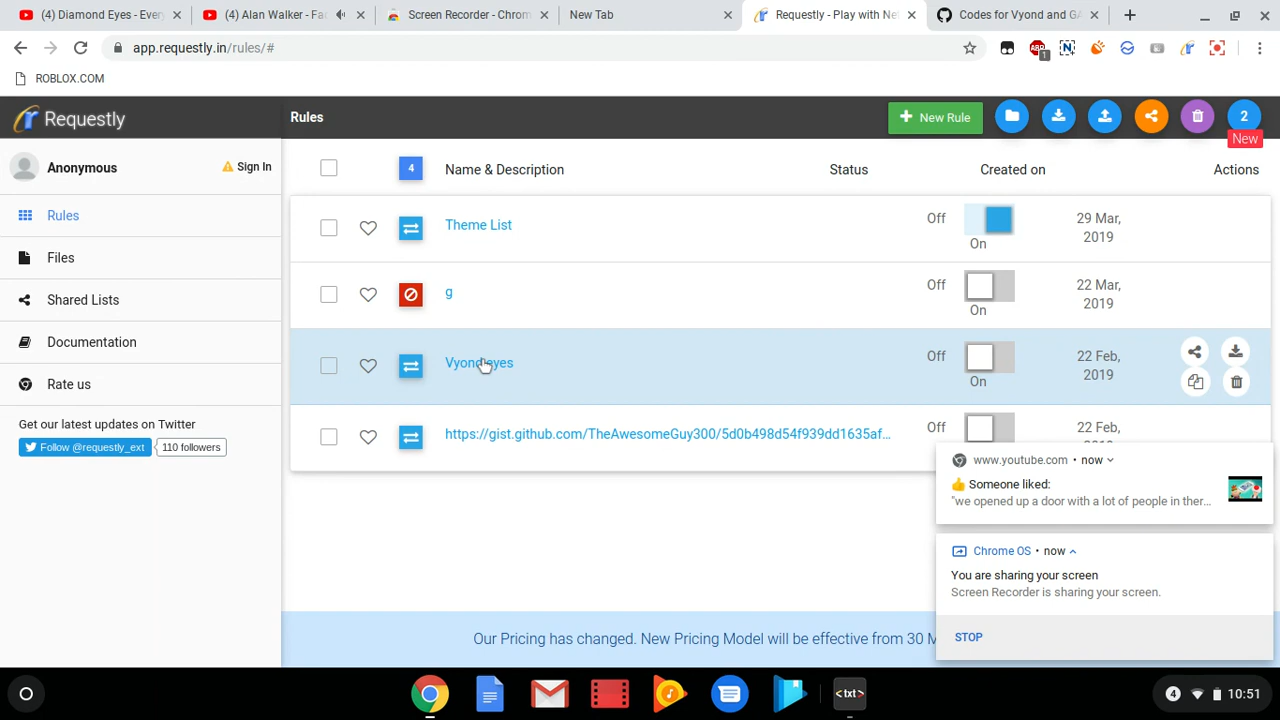 (4) Diamond Eyes - Every
(4) Alan Walker - Fa
Screen Recorder - Chrom
New Tab
Requestly - Play with Ne
Codes for Vyond and GA
app.requestly.in/rules/#
1
ROBLOX.COM
Requestly
Rules
New Rule
2
New
Anonymous
Sign In
4
Name & Description
Status
Created on
Actions
Rules
Files
Shared Lists
Documentation
Rate us
Get our latest updates on Twitter
Follow @requestly_ext
110 followers
Theme List
Off
On
29 Mar,
2019
g
Off
On
22 Mar,
2019
Vyond eyes
Off
On
22 Feb,
2019
https://gist.github.com/TheAwesomeGuy300/5d0b498d54f939dd1635af...
Off
22 Feb,
2019
www.youtube.com • now
👍 Someone liked:
"we opened up a door with a lot of people in ther...
Chrome OS • now
You are sharing your screen
Screen Recorder is sharing your screen.
STOP
Our Pricing has changed. New Pricing Model will be effective from 30 M
<txt>
4
10:51